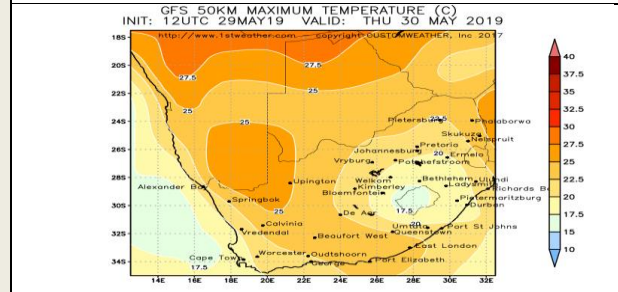 GFS 50KM MAXIMUM TEMPERATURE (C)
INIT: 12UTC 29MAY19 VALID: THU 30 MAY 2019
http://www.1stweather.com copyright CUSTOMWEATHER, Inc 2017
18S
20S
22S
24S
26S
28S
30S
32S
34S
14E 16E 18E 20E 22E 24E 26E 28E 30E 32E
27.5
27.5
25
25
25
Pietersburg
Phalaborwa
Skukuza
Nelspruit
Pretoria
Johannesburg
20
Ermelo
Vryburg
Potchefstroom
Alexander Bay
Upington
Welkom
Bethlehem
Ulundi
Kimberley
Ladysmith
Bloemfontein
Richards Ba
Springbok
Pietermaritzburg
Durban
25
De Aar
17.5
Calvinia
Vredendal
20
Umtata
Port St Johns
Queenstown
Beaufort West
East London
Worcester
Oudtshoorn
Cape Town
George
Port Elizabeth
17.5
40
37.5
35
32.5
30
27.5
25
22.5
20
17.5
15
10